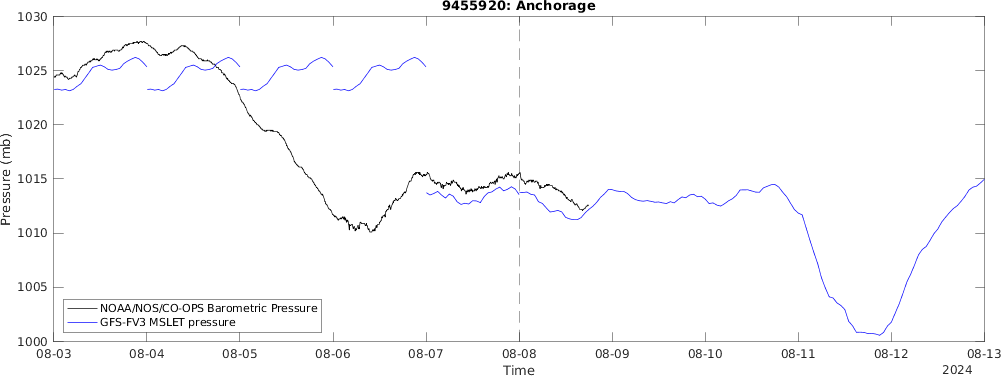 9455920: Anchorage
1030
1025
1020
1015
1010
1005
1000
Pressure (mb)
NOAA/NOS/CO-OPS Barometric Pressure
GFS-FV3 MSLET pressure
08-03 08-04 08-05 08-06 08-07 08-08 08-09 08-10 08-11 08-12 08-13
Time
2024